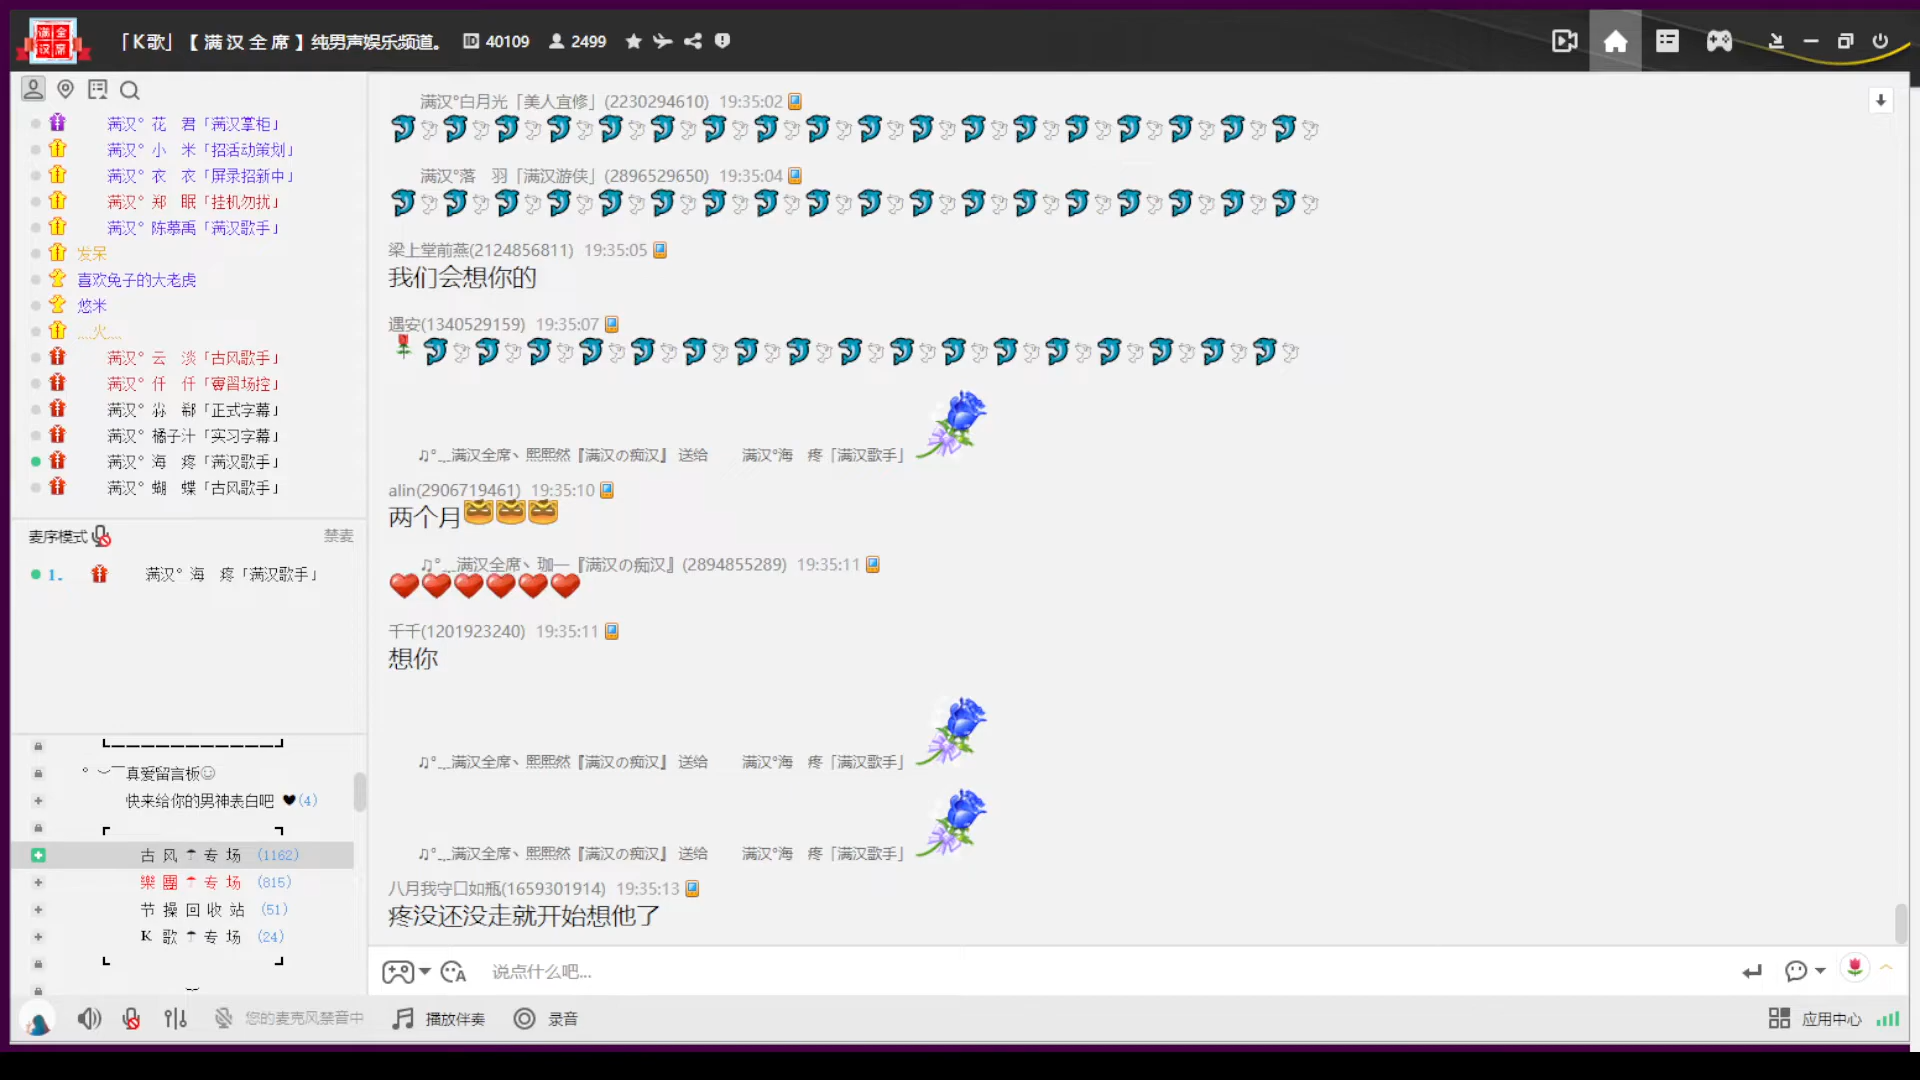 「K歌」【 满 汉 全 席 】纯男声娱乐频道。 ID 40109 2499
满汉° 花 君「满汉掌柜」
满汉° 小 米「招活动策划」
满汉° 衣 衣「屏录招新中」
满汉° 郑 眠「挂机勿扰」
满汉° 陈慕禹「满汉歌手」
发呆
喜欢兔子的大老虎
悠米
....火....
满汉° 云 淡「古风歌手」
满汉° 仟 仟「實習场控」
满汉° 尛 郗「正式字幕」
满汉° 橘子汁「实习字幕」
满汉° 海 疼「满汉歌手」
满汉° 蝴 蝶「古风歌手」
麦序模式 禁麦
1. 满汉° 海 疼「满汉歌手」
真爱留言板
快来给你的男神表白吧 (4)
古 风 专 场 (1162)
樂 團 专 场 (815)
节 操 回 收 站 (51)
K 歌 专 场 (24)
满汉°白月光「美人宜修」(2230294610) 19:35:02
满汉°落 羽「满汉游侠」(2896529650) 19:35:04
梁上堂前燕(2124856811) 19:35:05
我们会想你的
遇安(1340529159) 19:35:07
♫°﹎满汉全席丶熙熙然『满汉の痴汉』 送给 满汉°海 疼「满汉歌手」
alin(2906719461) 19:35:10
两个月
♫°﹎满汉全席丶珈一『满汉の痴汉』(2894855289) 19:35:11
千千(1201923240) 19:35:11
想你
♫°﹎满汉全席丶熙熙然『满汉の痴汉』 送给 满汉°海 疼「满汉歌手」
♫°﹎满汉全席丶熙熙然『满汉の痴汉』 送给 满汉°海 疼「满汉歌手」
八月我守口如瓶(1659301914) 19:35:13
疼没还没走就开始想他了
说点什么吧...
您的麦克风禁音中 播放伴奏 录音 应用中心